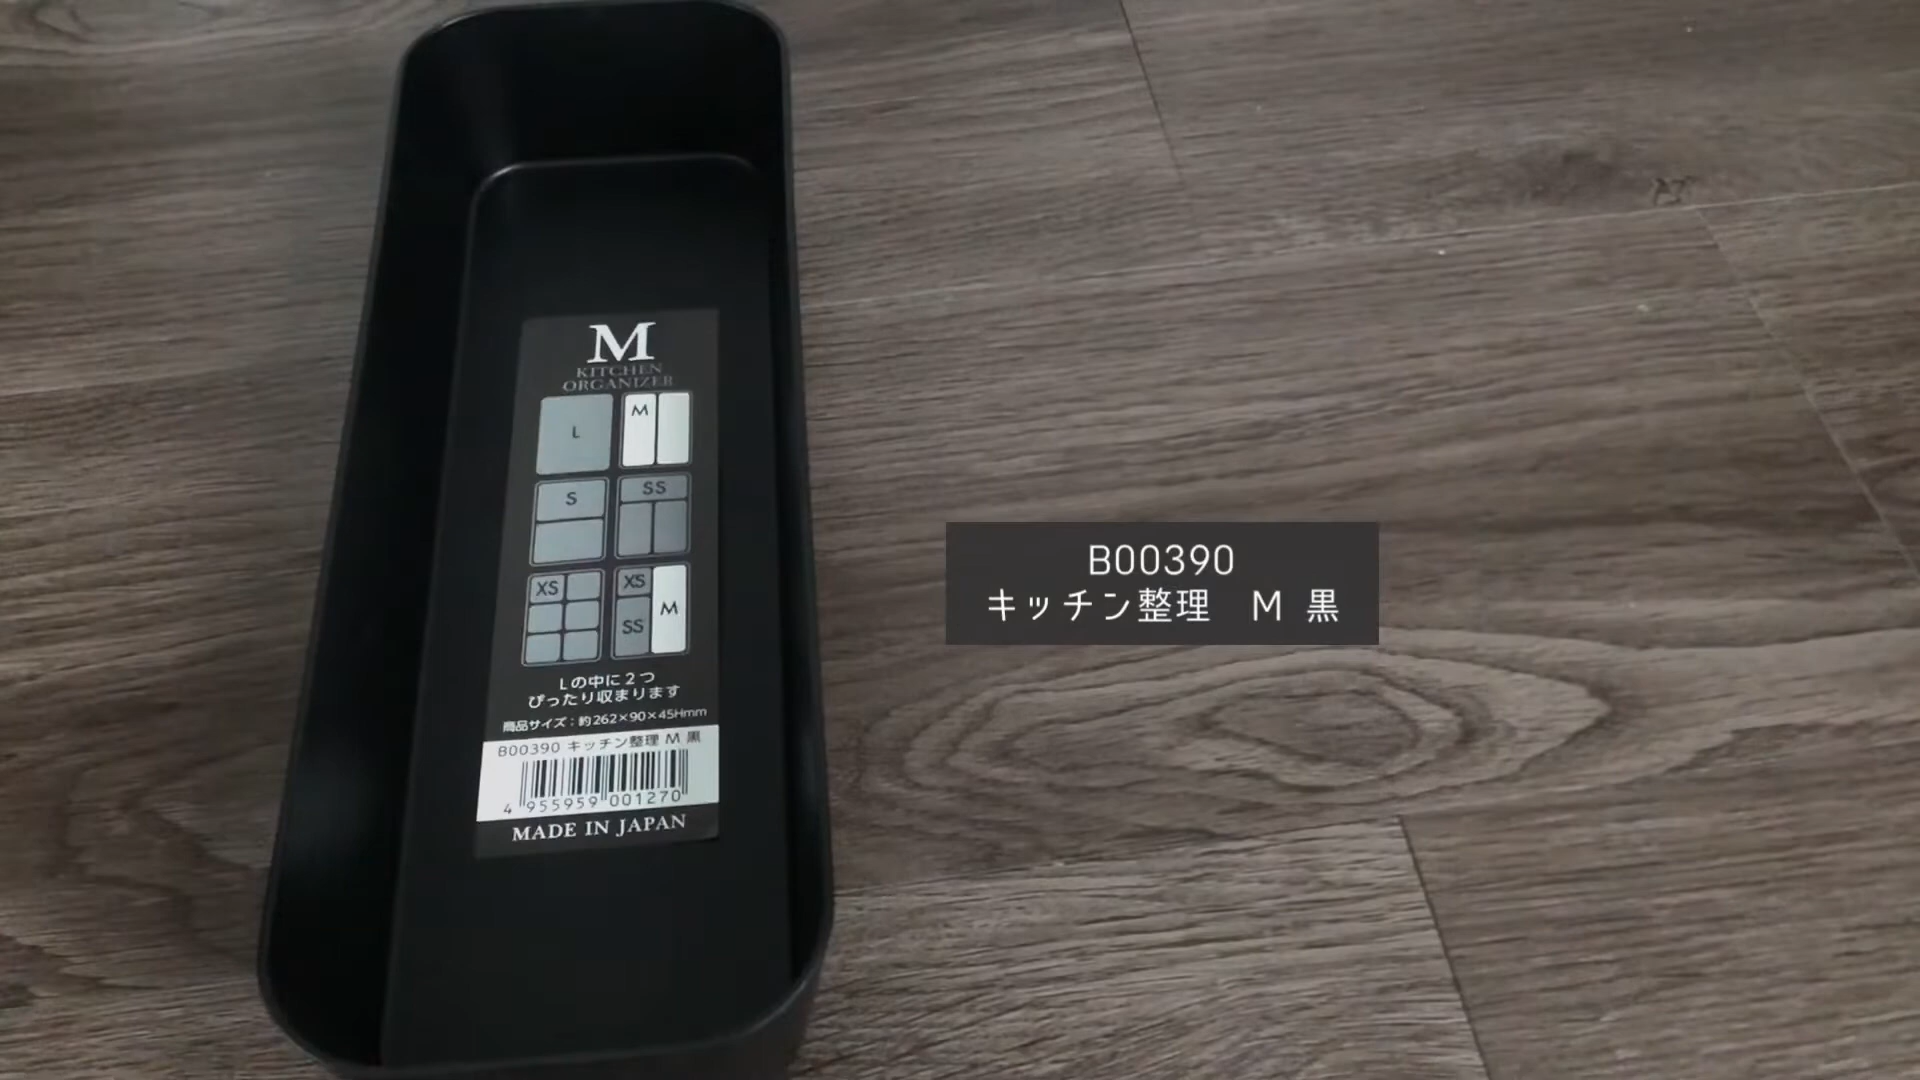 M
KITCHEN
ORGANIZER
L
M
S
SS
XS
XS
M
SS
Lの中に2つ
ぴったり収まります
商品サイズ：約262×90×45Hmm
B00390 キッチン整理 M 黒
4 955959 001270
MADE IN JAPAN
B00390
キッチン整理　M 黒